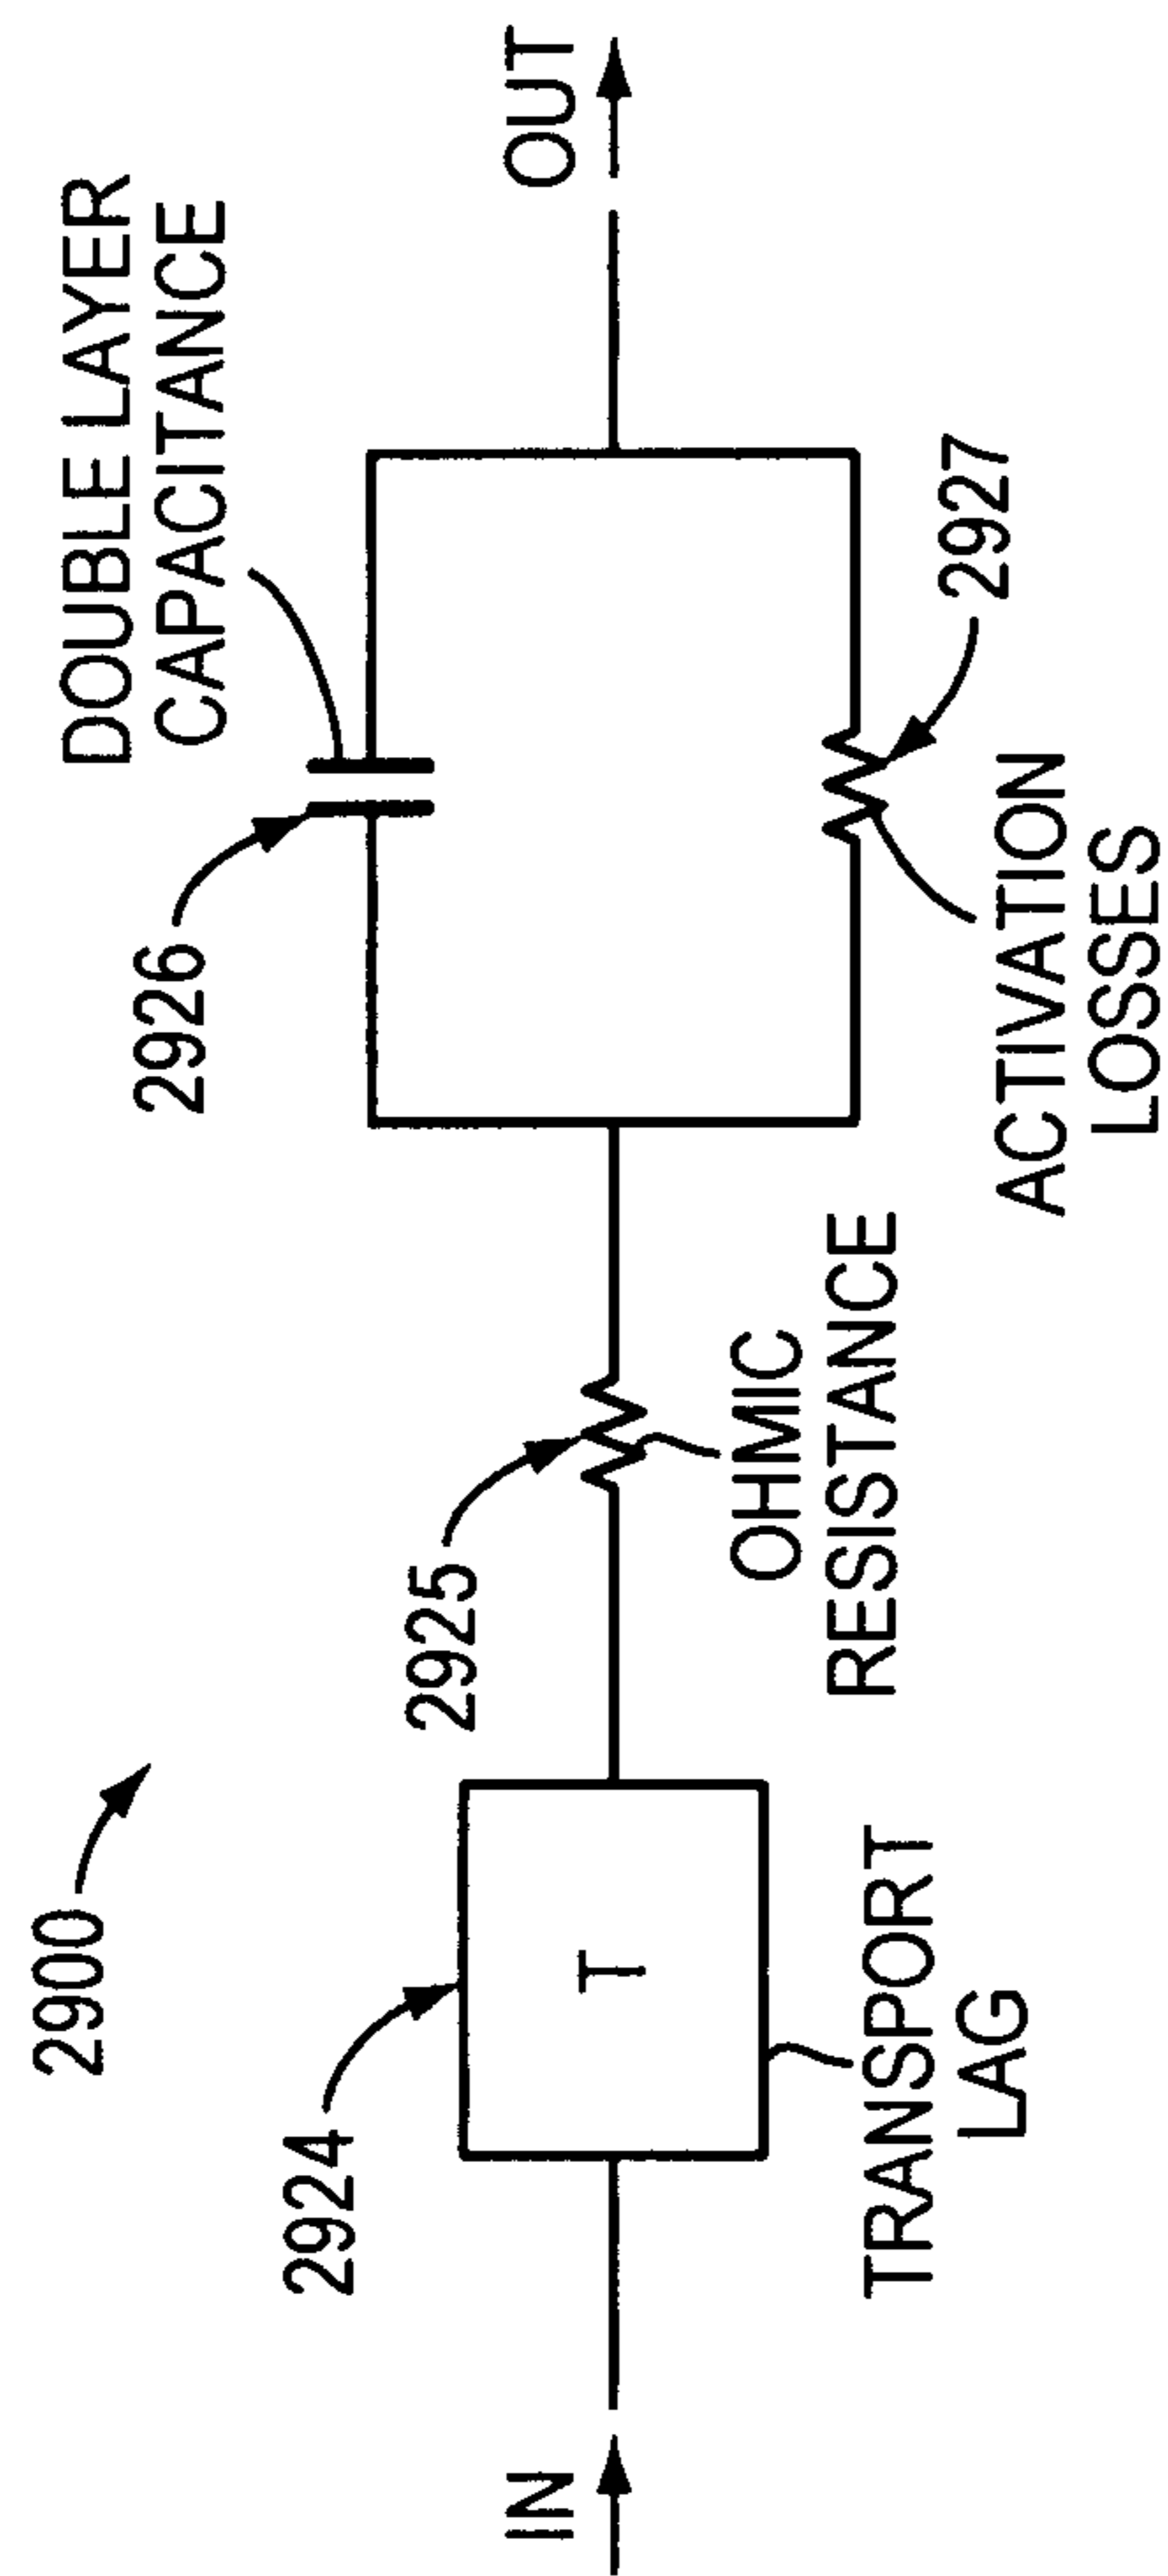 2900
IN
2924
T
TRANSPORT
LAG
2925
OHMIC
RESISTANCE
2926
DOUBLE LAYER
CAPACITANCE
2927
ACTIVATION
LOSSES
OUT